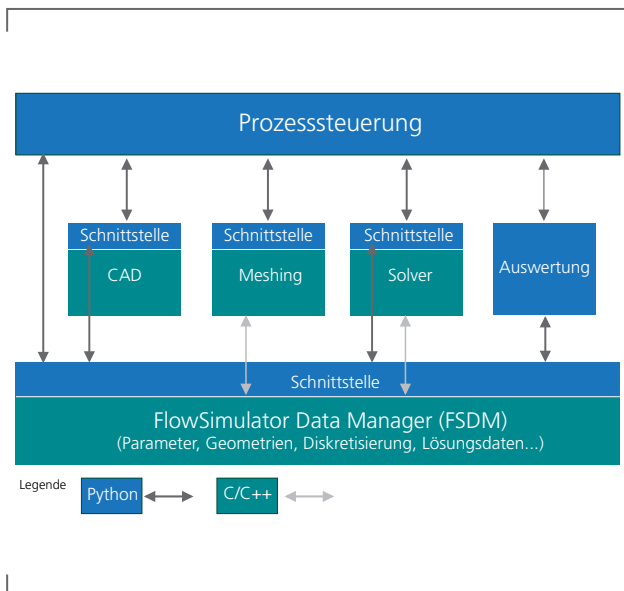 Prozesssteuerung
Schnittstelle
Schnittstelle
Schnittstelle
CAD
Meshing
Solver
Auswertung
Schnittstelle
FlowSimulator Data Manager (FSDM)
(Parameter, Geometrien, Diskretisierung, Lösungsdaten...)
Legende
Python
C/C++